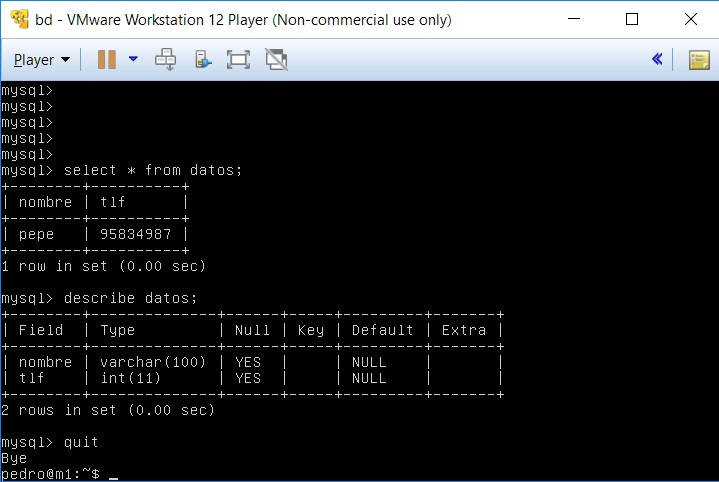 bd - VMware Workstation 12 Player (Non-commercial use only)
Player
mysql>
mysql>
mysql>
mysql>
mysql>
mysql> select * from datos;
+--------+----------+
| nombre | tlf      |
+--------+----------+
| pepe   | 95834987 |
+--------+----------+
1 row in set (0.00 sec)
mysql> describe datos;
+--------+--------------+------+-----+---------+-------+
| Field  | Type         | Null | Key | Default | Extra |
+--------+--------------+------+-----+---------+-------+
| nombre | varchar(100) | YES  |     | NULL    |       |
| tlf    | int(11)      | YES  |     | NULL    |       |
+--------+--------------+------+-----+---------+-------+
2 rows in set (0.00 sec)
mysql> quit
Bye
pedro@m1:~$ _